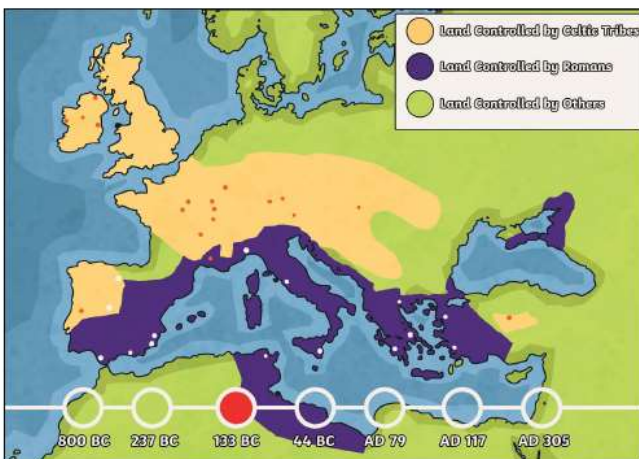 Land Controlled by Celtic Tribes
Land Controlled by Romans
Land Controlled by Others
800 BC
237 BC
133 BC
44 BC
AD 79
AD 117
AD 305